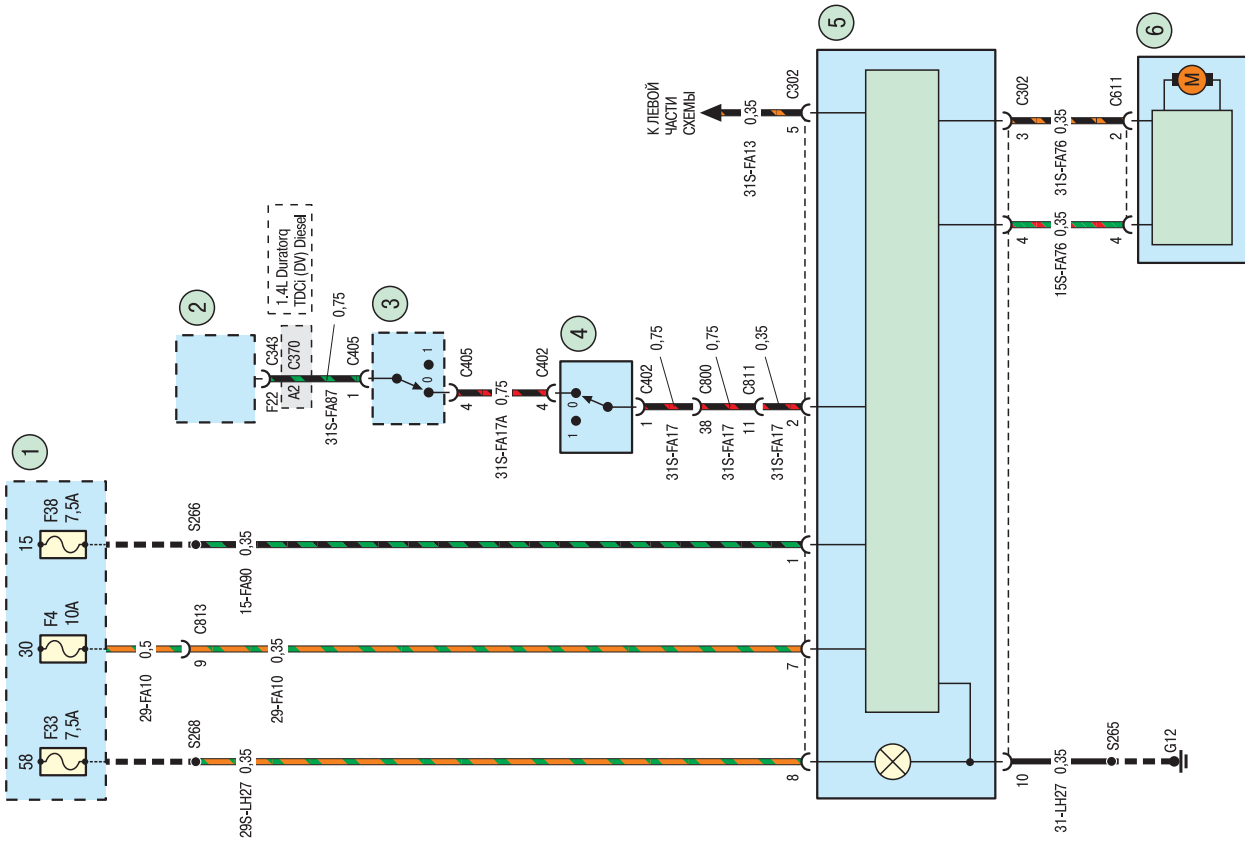 1
58
F33
7,5A
30
F4
10A
15
F38
7,5A
2
F22
C343
A2
C370
1.4L Duratorq
TDCi (DV) Diesel
31S-FA87
0,75
1
C405
3
0
1
4
C405
31S-FA17A
0,75
4
C402
4
1
0
1
C402
31S-FA17
0,75
38
C800
31S-FA17
0,75
11
C811
31S-FA17
0,35
2
К ЛЕВОЙ
ЧАСТИ
СХЕМЫ
31S-FA13
0,35
5
C302
5
S266
15-FA90
0,35
1
29-FA10
0,5
9
C813
29-FA10
0,35
7
S268
29S-LH27
0,35
8
10
31-LH27
0,35
S265
G12
4
15S-FA76
0,35
4
3
C302
31S-FA76
0,35
2
C611
6
M